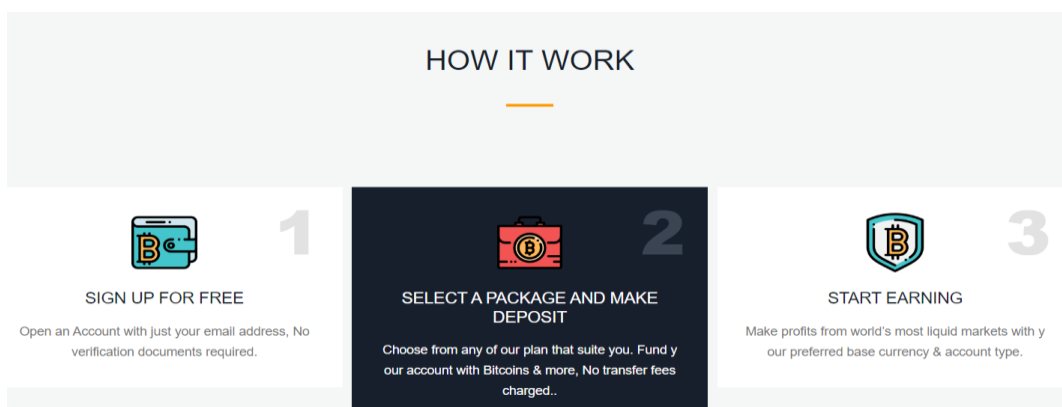 HOW IT WORK
1
SIGN UP FOR FREE
Open an Account with just your email address, No
verification documents required.
2
SELECT A PACKAGE AND MAKE
DEPOSIT
Choose from any of our plan that suite you. Fund y
our account with Bitcoins & more, No transfer fees
charged..
3
START EARNING
Make profits from world's most liquid markets with y
our preferred base currency & account type.